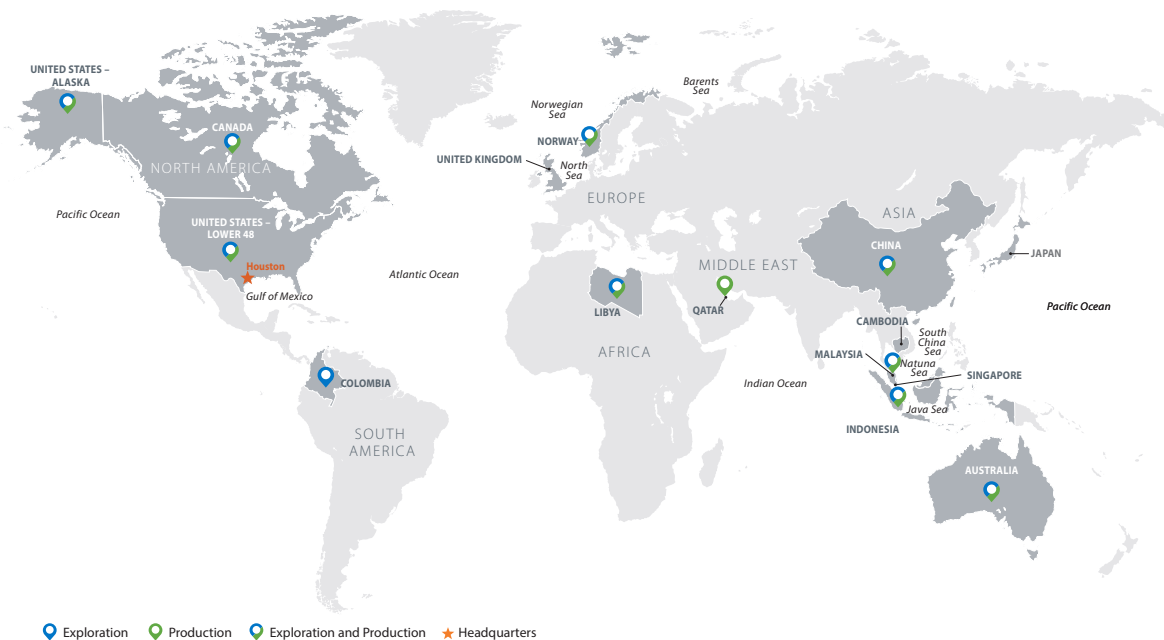 UNITED STATES –
ALASKA
CANADA
NORTH AMERICA
Pacific Ocean
UNITED STATES –
LOWER 48
Houston
Gulf of Mexico
Atlantic Ocean
COLOMBIA
SOUTH
AMERICA
Barents
Sea
Norwegian
Sea
NORWAY
UNITED KINGDOM
North
Sea
EUROPE
ASIA
CHINA
JAPAN
MIDDLE EAST
QATAR
LIBYA
AFRICA
Pacific Ocean
CAMBODIA
South
China
Sea
MALAYSIA
Natuna
Sea
SINGAPORE
Indian Ocean
Java Sea
INDONESIA
AUSTRALIA
Exploration
Production
Exploration and Production
Headquarters